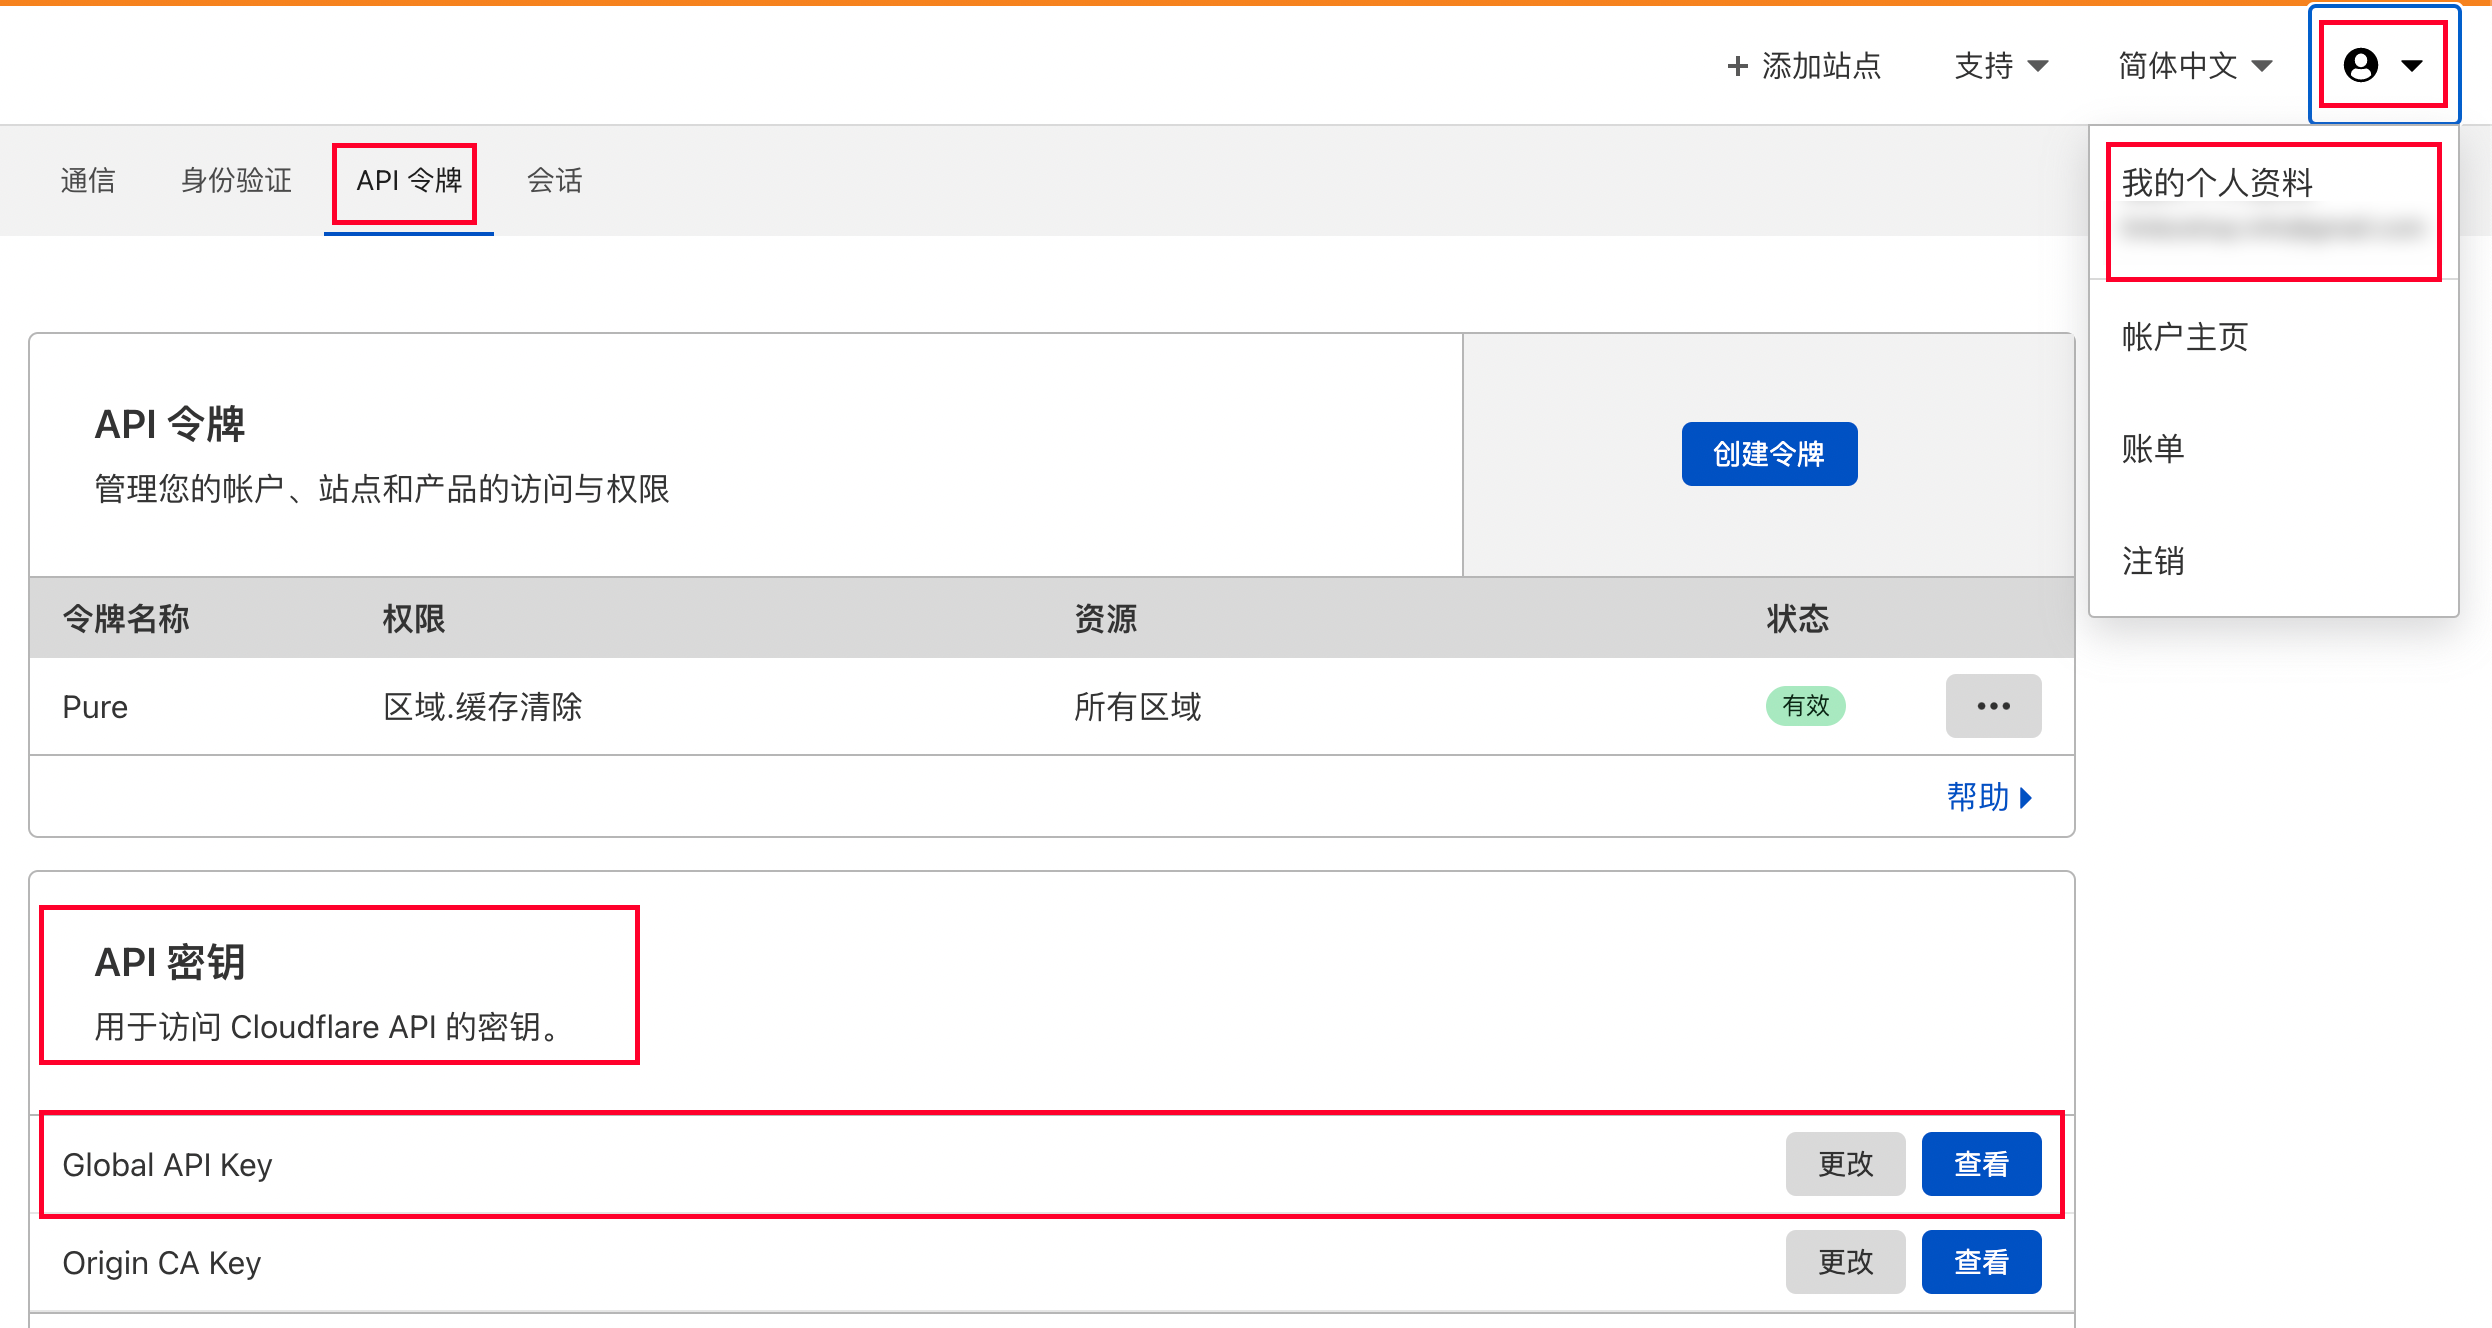 添加站点
支持
简体中文
通信
身份验证
API 令牌
会话
我的个人资料
帐户主页
账单
注销
API 令牌
管理您的帐户、站点和产品的访问与权限
创建令牌
令牌名称 权限 资源 状态
Pure 区域.缓存清除 所有区域 有效
帮助
API 密钥
用于访问 Cloudflare API 的密钥。
Global API Key 更改 查看
Origin CA Key 更改 查看